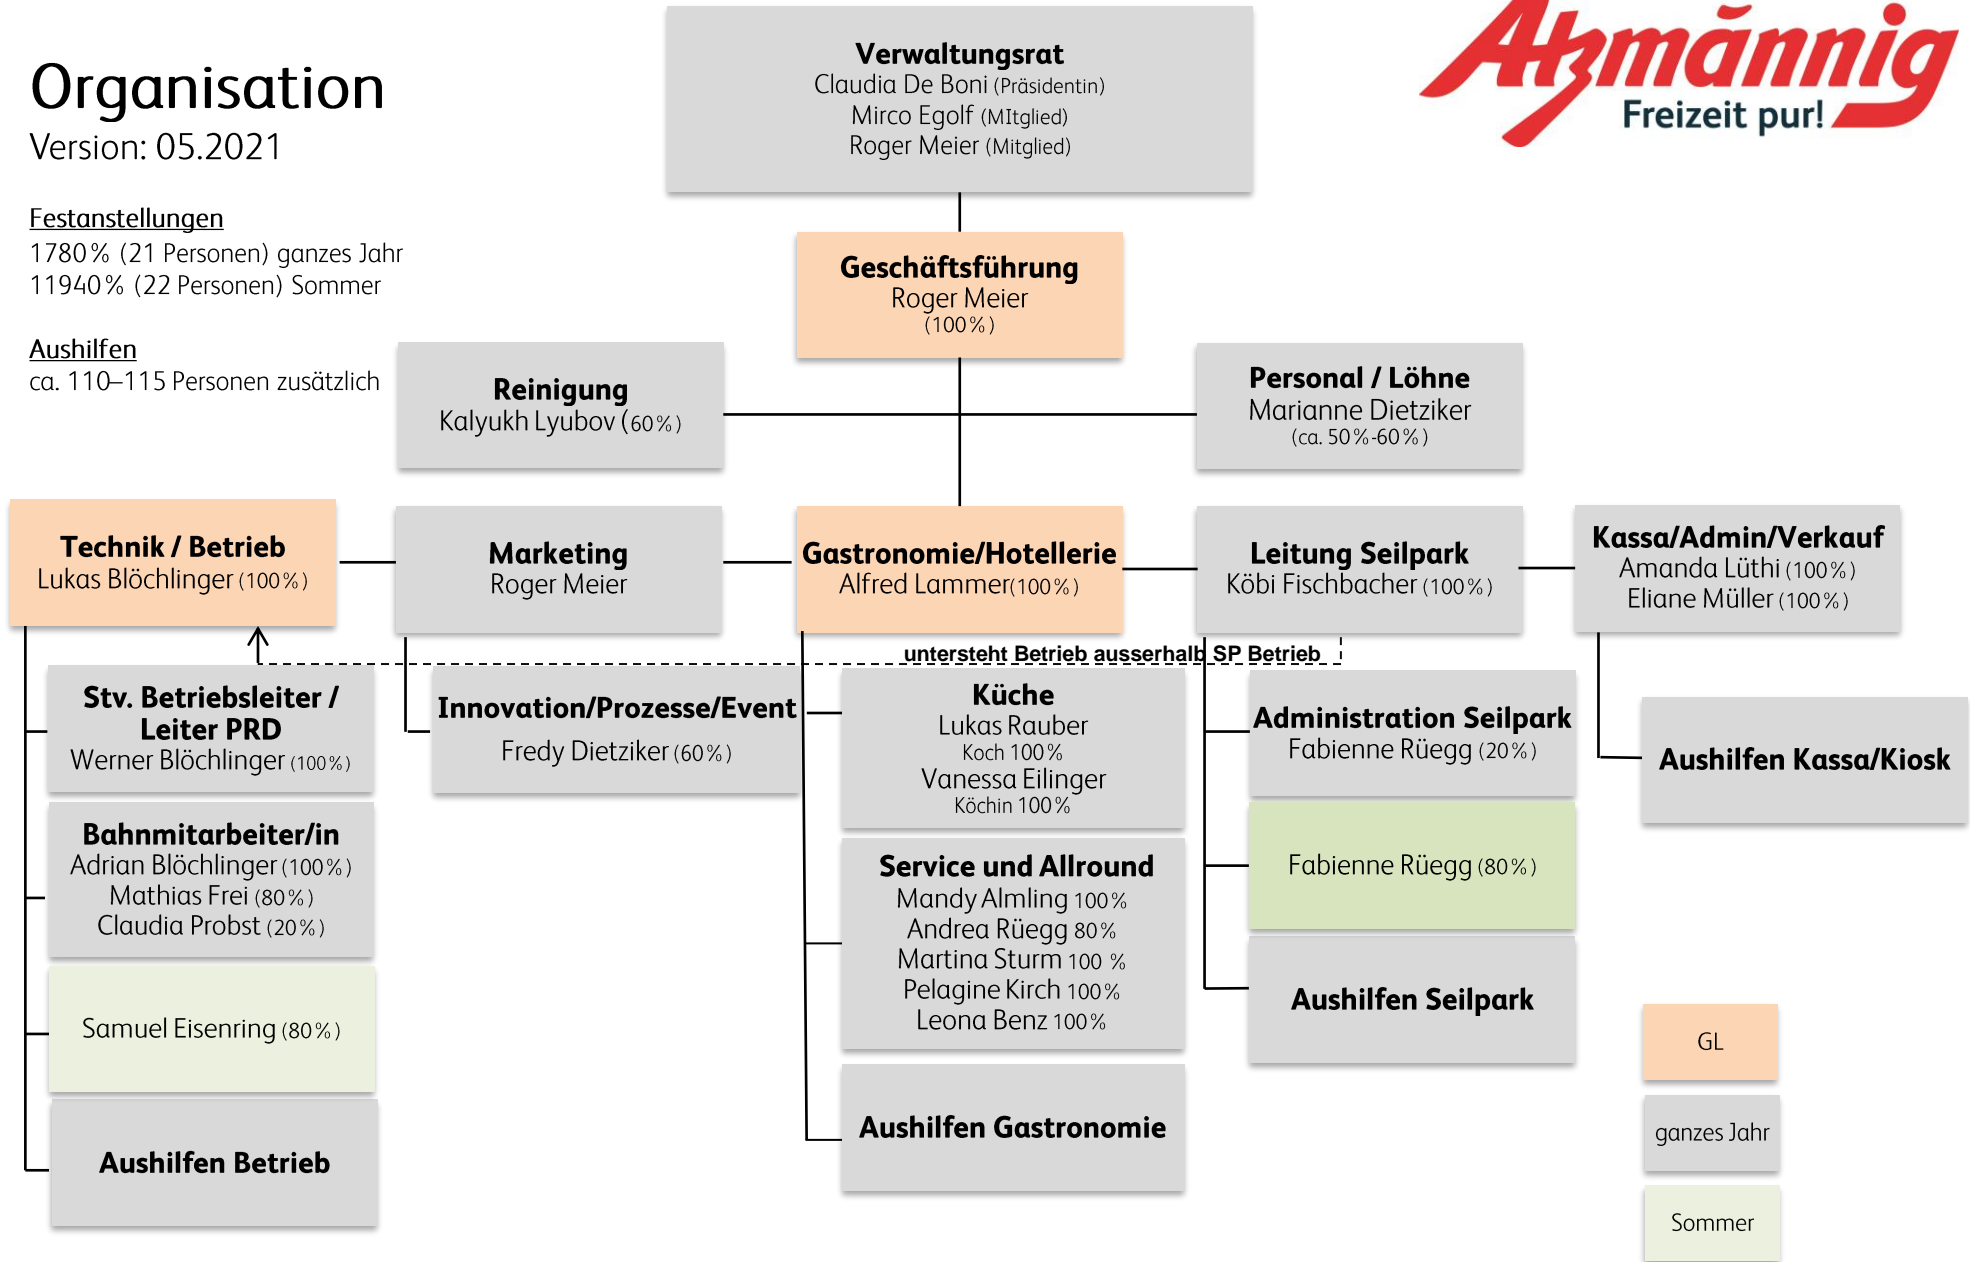 Atzmännig
Freizeit pur!
Organisation
Version: 05.2021
Festanstellungen
1780% (21 Personen) ganzes Jahr
11940% (22 Personen) Sommer
Aushilfen
ca. 110–115 Personen zusätzlich
Verwaltungsrat
Claudia De Boni (Präsidentin)
Mirco Egolf (MItglied)
Roger Meier (Mitglied)
Geschäftsführung
Roger Meier
(100%)
Reinigung
Kalyukh Lyubov (60%)
Personal / Löhne
Marianne Dietziker
(ca. 50%-60%)
Technik / Betrieb
Lukas Blöchlinger (100%)
Marketing
Roger Meier
Gastronomie/Hotellerie
Alfred Lammer(100%)
Leitung Seilpark
Köbi Fischbacher (100%)
Kassa/Admin/Verkauf
Amanda Lüthi (100%)
Eliane Müller (100%)
untersteht Betrieb ausserhalb SP Betrieb
Stv. Betriebsleiter /
Leiter PRD
Werner Blöchlinger (100%)
Bahnmitarbeiter/in
Adrian Blöchlinger (100%)
Mathias Frei (80%)
Claudia Probst (20%)
Samuel Eisenring (80%)
Aushilfen Betrieb
Innovation/Prozesse/Event
Fredy Dietziker (60%)
Küche
Lukas Rauber
Koch 100%
Vanessa Eilinger
Köchin 100%
Service und Allround
Mandy Almling 100%
Andrea Rüegg 80%
Martina Sturm 100 %
Pelagine Kirch 100%
Leona Benz 100%
Aushilfen Gastronomie
Administration Seilpark
Fabienne Rüegg (20%)
Fabienne Rüegg (80%)
Aushilfen Seilpark
Aushilfen Kassa/Kiosk
GL
ganzes Jahr
Sommer